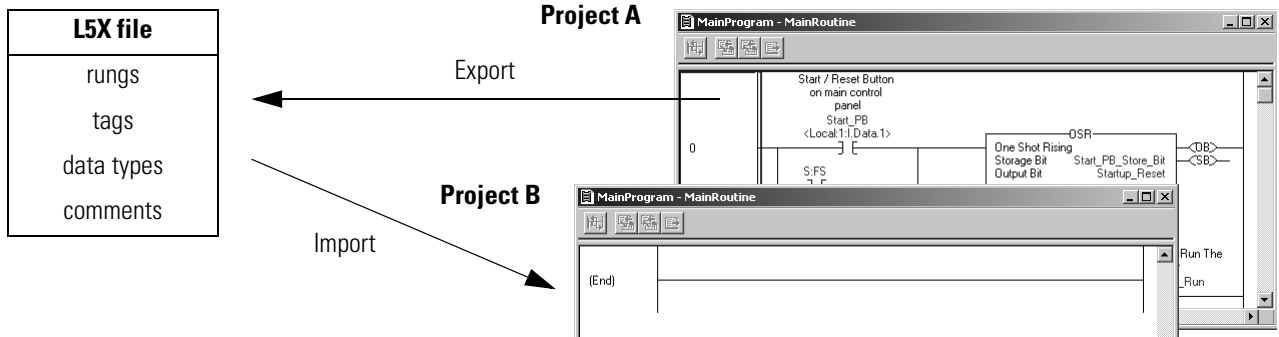 L5X file
rungs
tags
data types
comments
Export
Import
Project A
MainProgram - MainRoutine
Start / Reset Button
on main control
panel
Start_PB
<Local:1:I.Data.1>
0
S:FS
OSR
One Shot Rising
Storage Bit Start_PB_Store_Bit
Output Bit Startup_Reset
OB
SB
Run The
_Run
Project B
MainProgram - MainRoutine
(End)